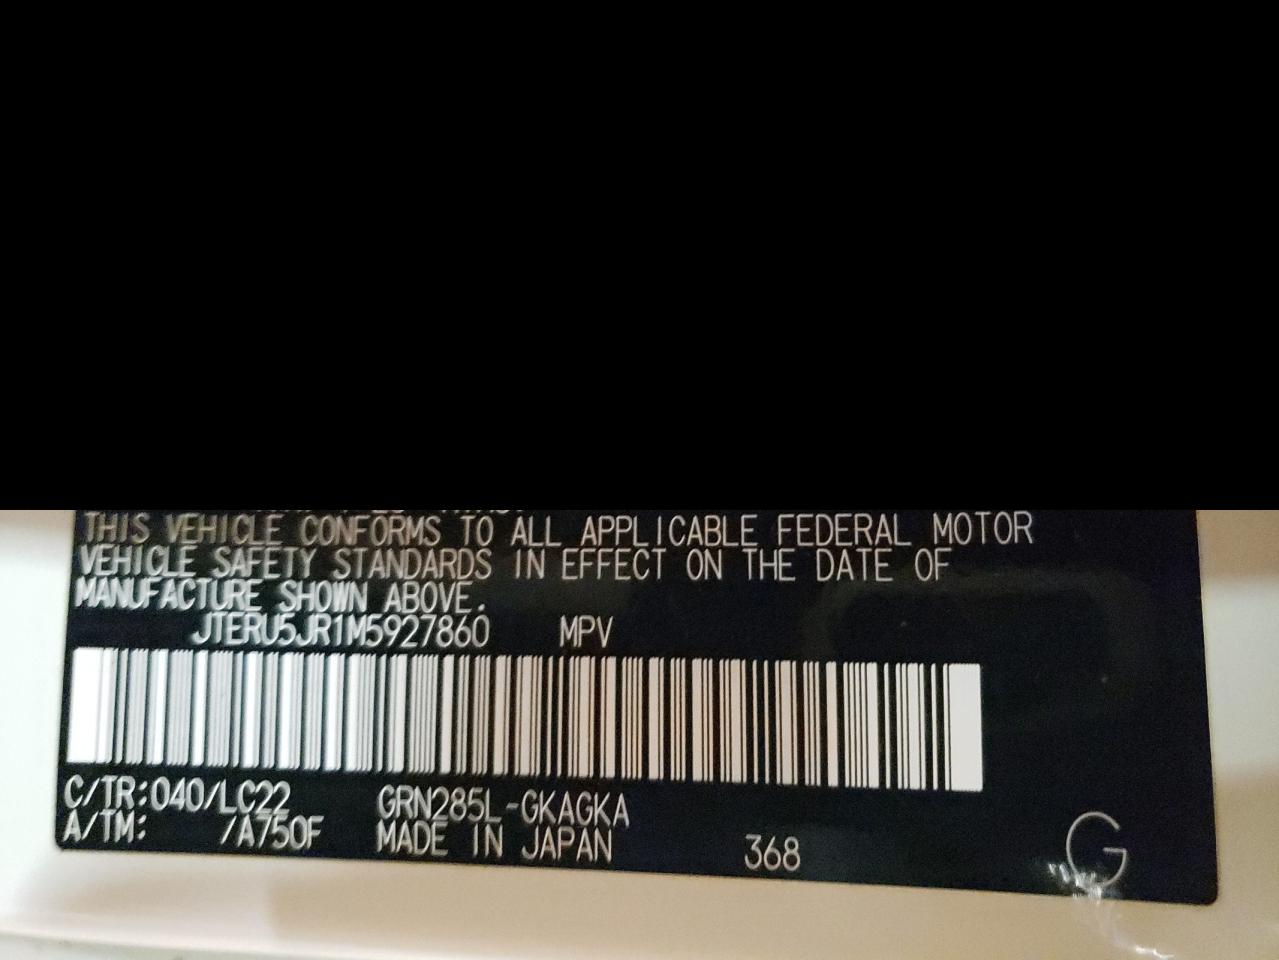 THIS VEHICLE CONFORMS TO ALL APPLICABLE FEDERAL MOTOR
VEHICLE SAFETY STANDARDS IN EFFECT ON THE DATE OF
MANUFACTURE SHOWN ABOVE.
JTERU5JR1M5927860 MPV
C/TR:040/LC22 GRN285L-GKAGKA
A/TM: /A750F MADE IN JAPAN 368 G